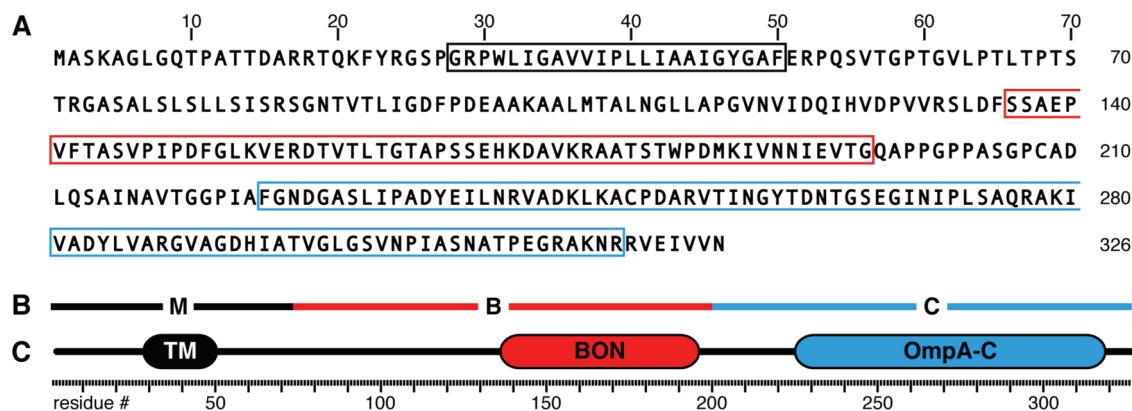 10 20 30 40 50 60 70
A
MASKAGLGQTPATTDARRTQKFYRGSPGRPWLIGAVVIPLLIAAIGYGAFERPQSVTGPTGVLPTLTPTS 70
TRGASALSLSLLSISRSGNTVTLIGDFPDEAAKAALMTALNGLLAPGVNVIDQIHVDPVVRSLDFSSAEP 140
VFTASVPIPDFGLKVERDTVTLTGTAPSSEHKDAVKRAATSTWPDMKIVNNIEVTGQAPPGPPASGPCAD 210
LQSAINAVTGGPIAFGNDGASLIPADYEILNRVADKLKACPDARVTINGYTDNTGSEGINIPLSAQRAKI 280
VADYLVARGVAGDHIATVGLGSVNPIASNATPEGRAKNRRVEIVVN 326
B M B C
C TM BON OmpA-C
residue # 50 100 150 200 250 300